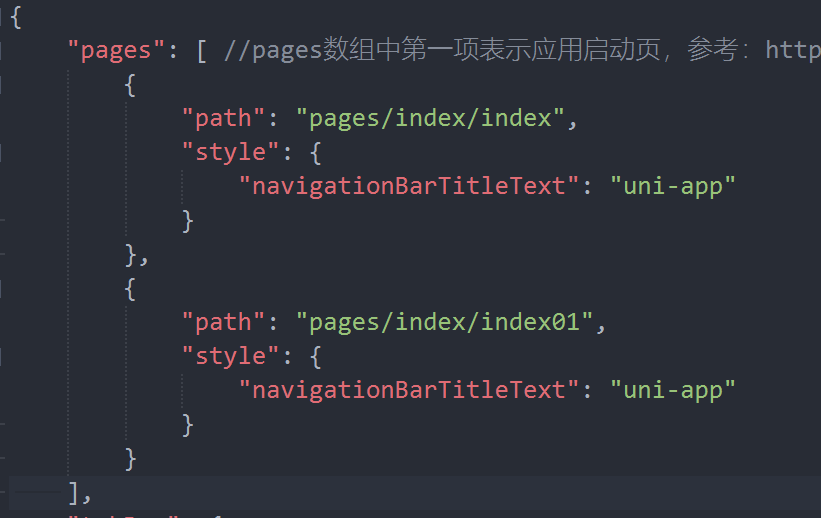 {
"pages": [ //pages数组中第一项表示应用启动页，参考：http
{
"path": "pages/index/index",
"style": {
"navigationBarTitleText": "uni-app"
}
},
{
"path": "pages/index/index01",
"style": {
"navigationBarTitleText": "uni-app"
}
}
],